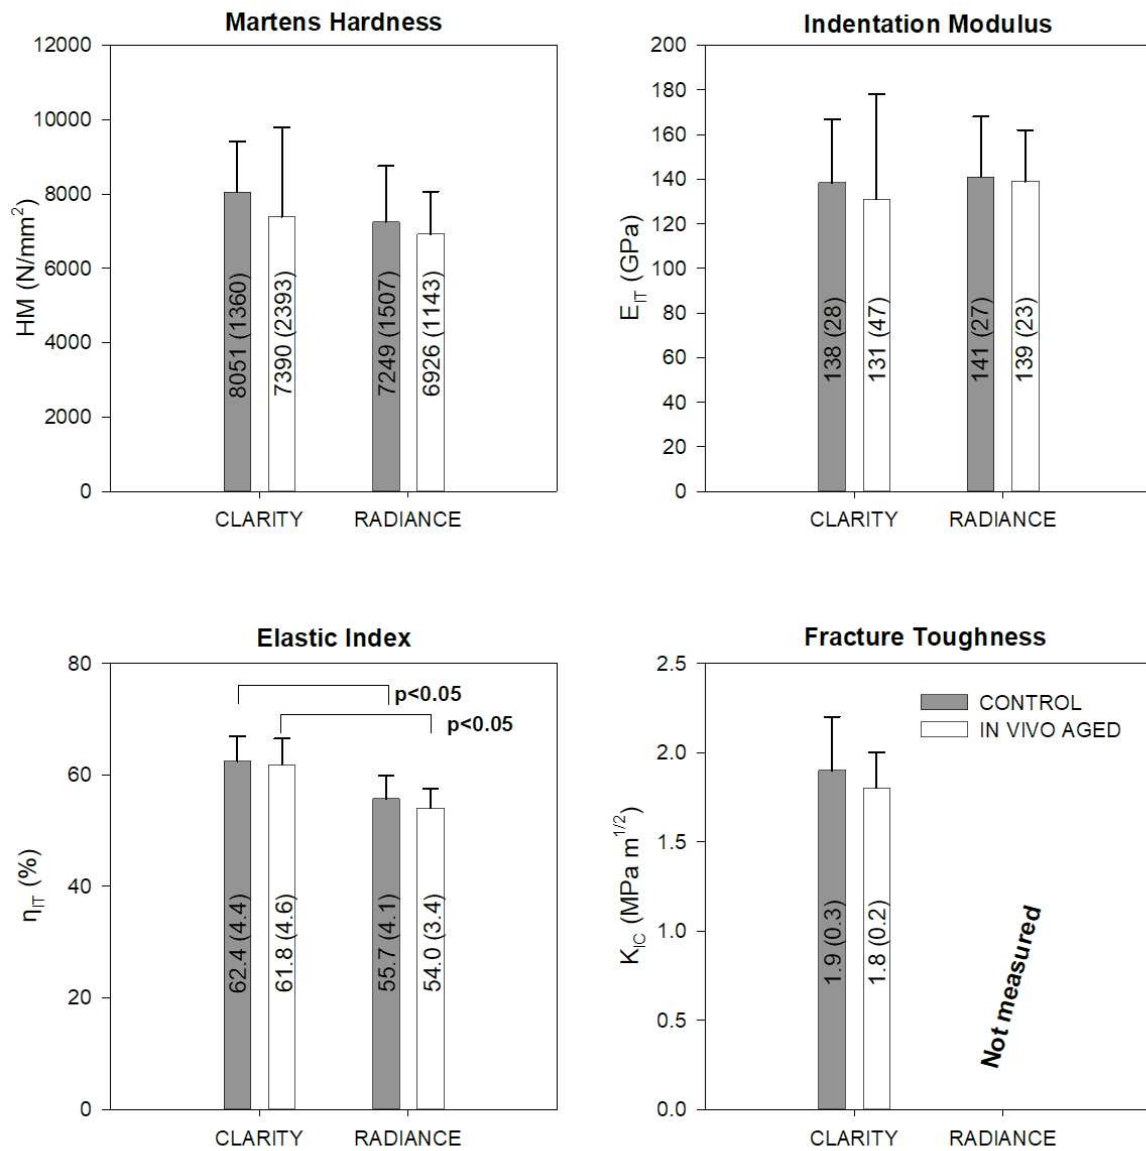 Martens Hardness
12000
10000
8000
6000
4000
2000
0
HM (N/mm²)
8051 (1360)
7390 (2393)
7249 (1507)
6926 (1143)
CLARITY RADIANCE
Indentation Modulus
200
180
160
140
120
100
80
60
40
20
0
E_IT (GPa)
138 (28)
131 (47)
141 (27)
139 (23)
CLARITY RADIANCE
Elastic Index
80
60
40
20
0
η_IT (%)
p<0.05
p<0.05
62.4 (4.4)
61.8 (4.6)
55.7 (4.1)
54.0 (3.4)
CLARITY RADIANCE
Fracture Toughness
2.5
2.0
1.5
1.0
0.5
0.0
K_IC (MPa m^1/2)
CONTROL
IN VIVO AGED
1.9 (0.3)
1.8 (0.2)
Not measured
CLARITY RADIANCE